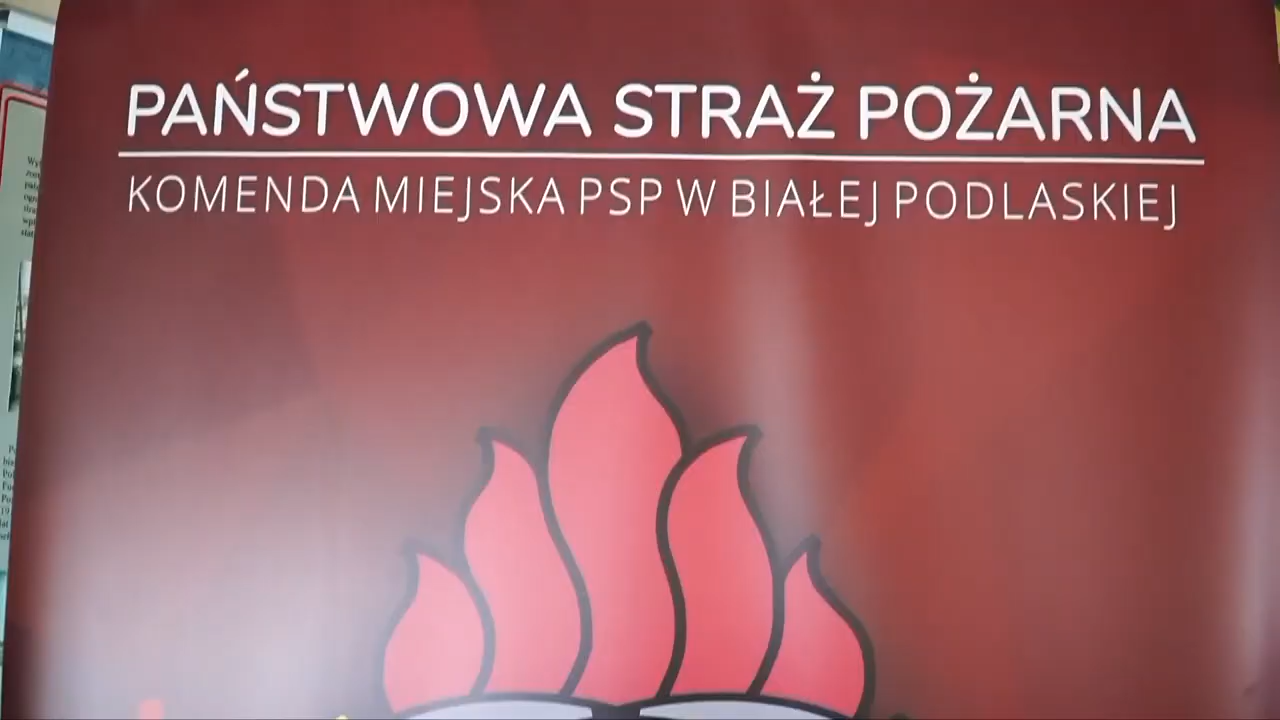 PAŃSTWOWA STRAŻ POŻARNA
KOMENDA MIEJSKA PSP W BIAŁEJ PODLASKIEJ